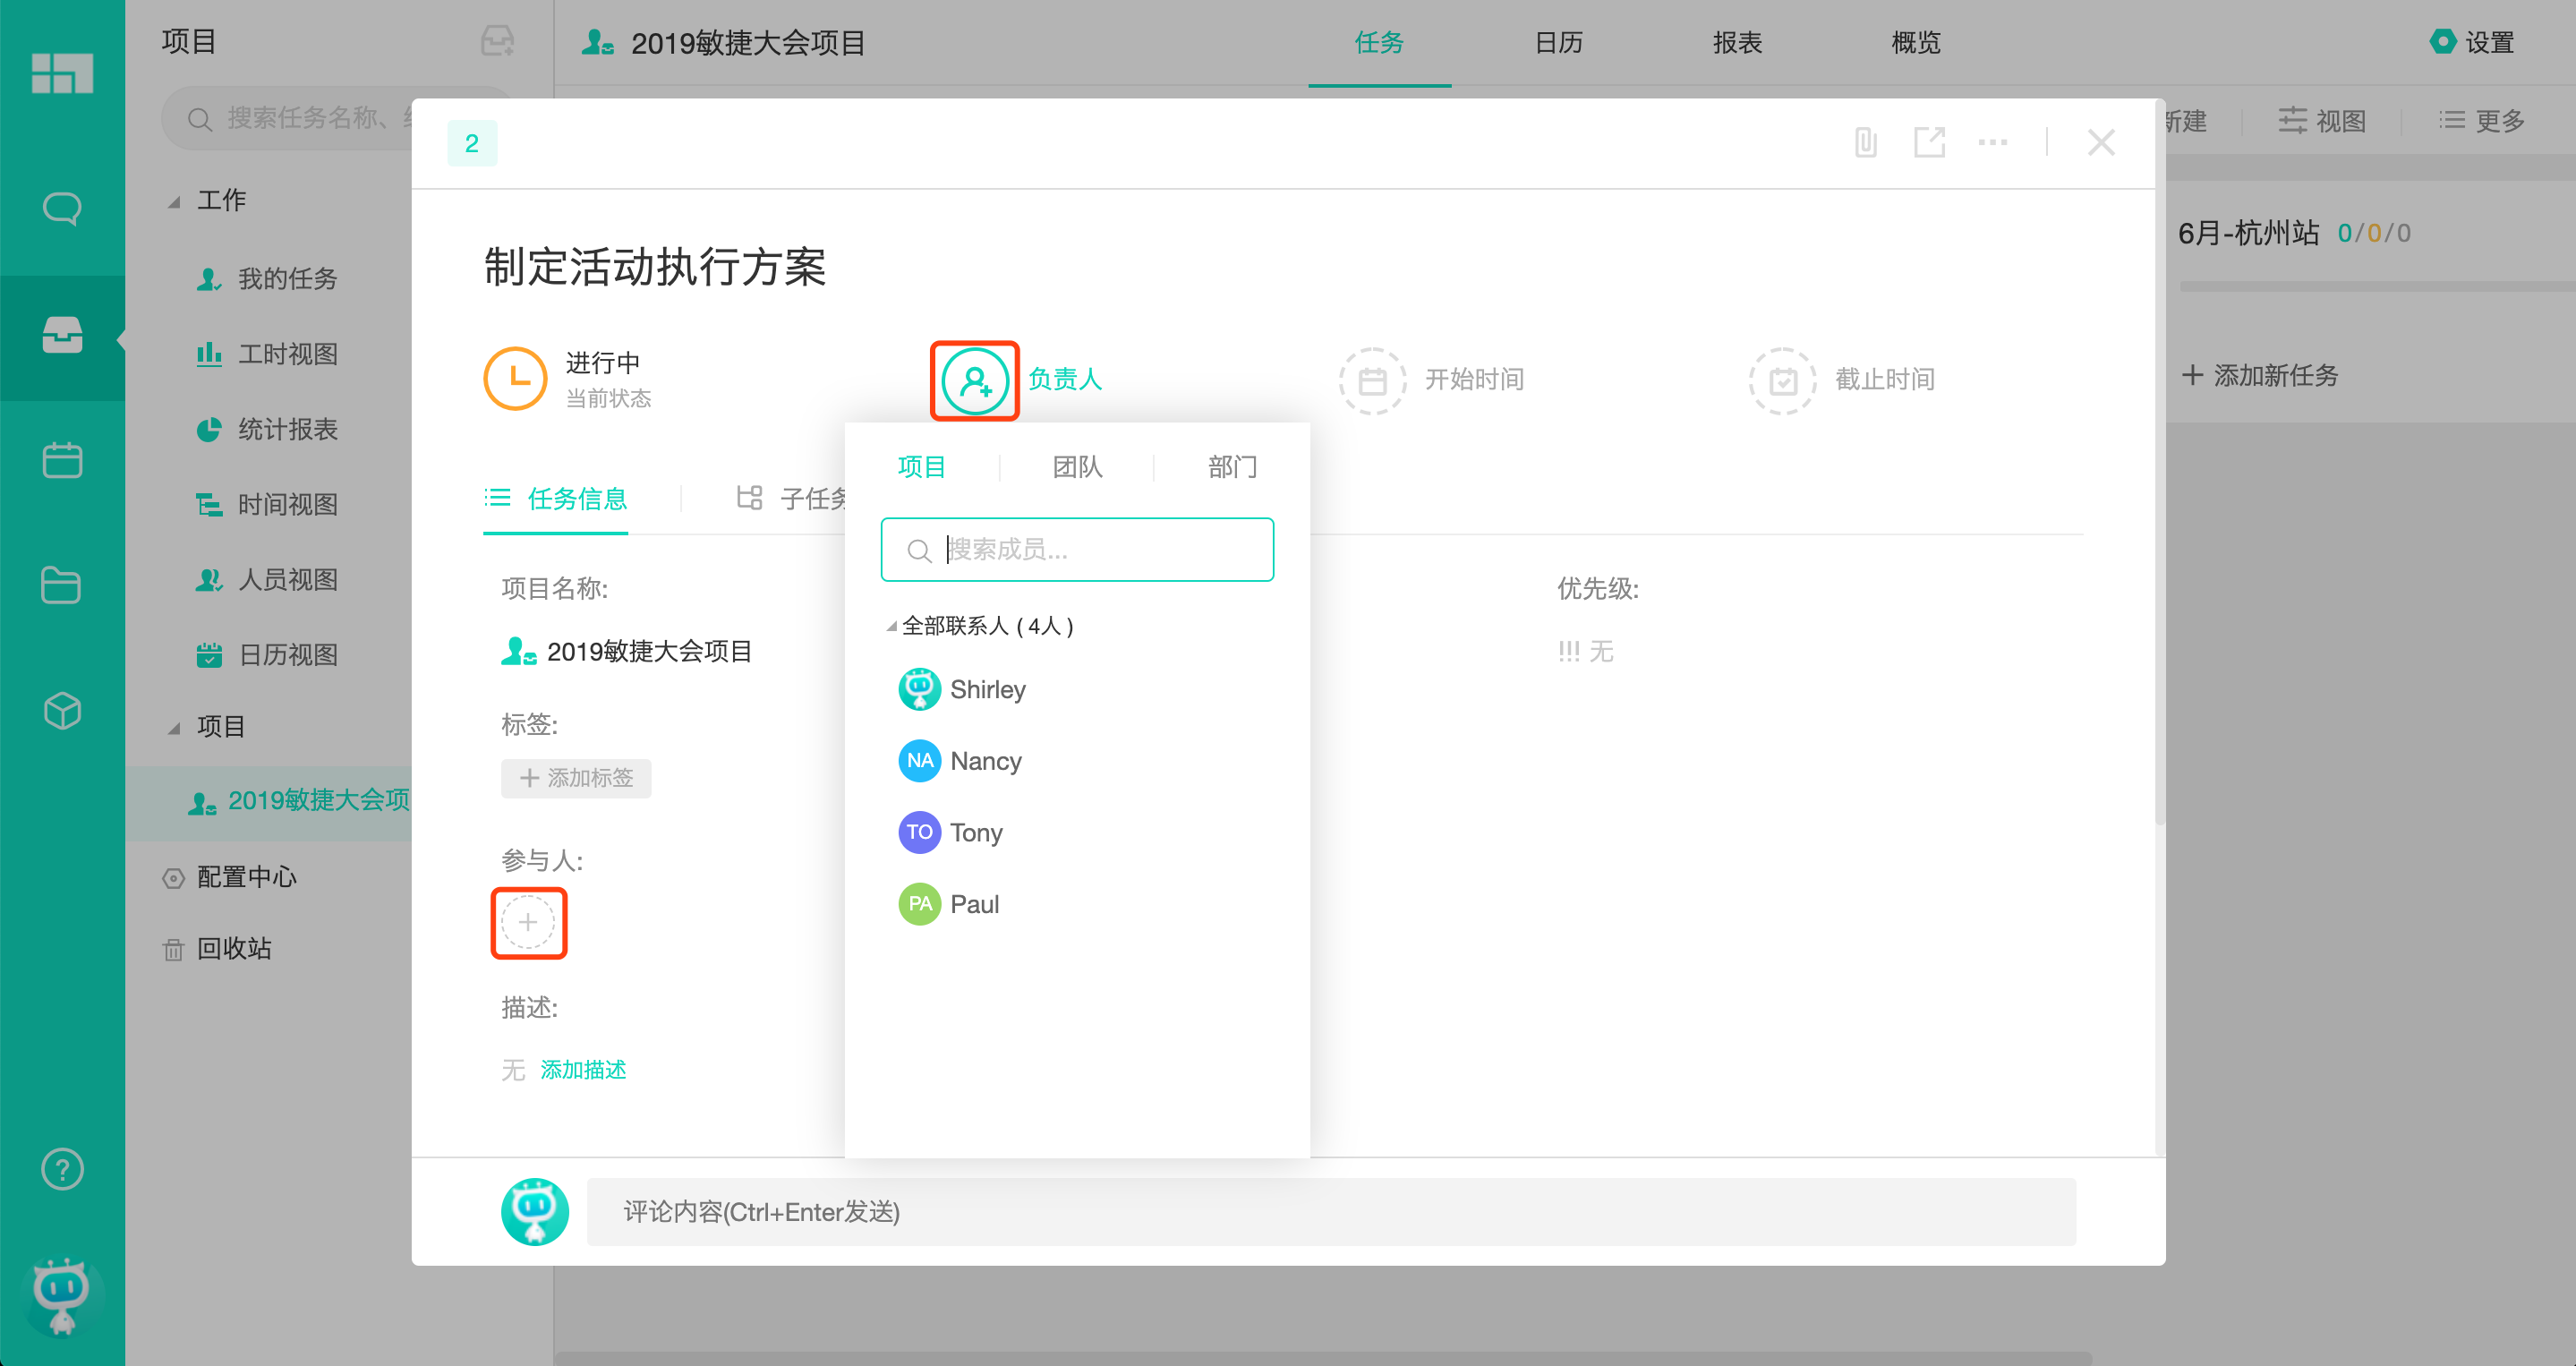 项目
2019敏捷大会项目
任务
日历
报表
概览
设置
搜索任务名称、
新建
视图
更多
工作
我的任务
工时视图
统计报表
时间视图
人员视图
日历视图
项目
2019敏捷大会项
配置中心
回收站
?
2
制定活动执行方案
进行中
当前状态
负责人
开始时间
截止时间
任务信息
子任务
项目
团队
部门
搜索成员...
全部联系人 ( 4人 )
Shirley
NA Nancy
TO Tony
PA Paul
项目名称:
2019敏捷大会项目
优先级:
!!! 无
标签:
+ 添加标签
参与人:
+
描述:
无 添加描述
评论内容(Ctrl+Enter发送)
6月-杭州站 0/0/0
+ 添加新任务